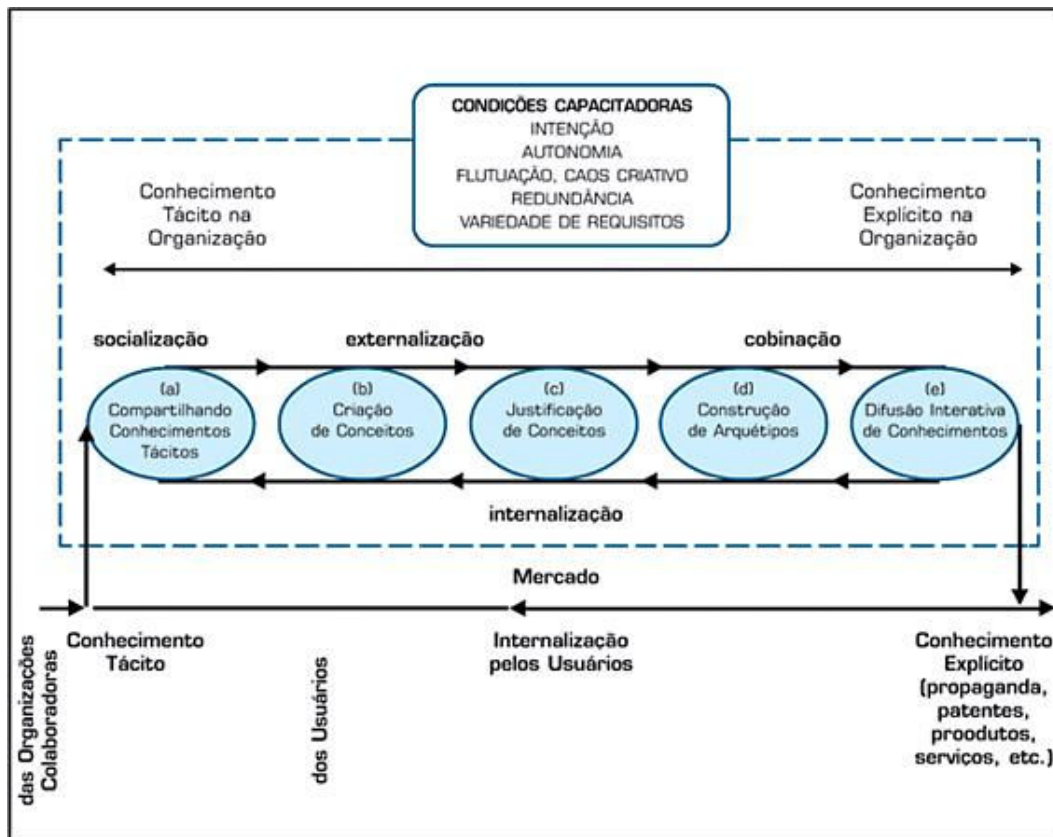 CONDIÇÕES CAPACITADORAS
INTENÇÃO
AUTONOMIA
FLUTUAÇÃO, CAOS CRIATIVO
REDUNDÂNCIA
VARIEDADE DE REQUISITOS
Conhecimento
Tácito na
Organização
Conhecimento
Explícito na
Organização
socialização
externalização
cobinação
(a)
Compartilhando
Conhecimentos
Tácitos
(b)
Criação
de Conceitos
(c)
Justificação
de Conceitos
(d)
Construção
de Arquétipos
(e)
Difusão Interativa
de Conhecimentos
internalização
Mercado
das Organizações
Colaboradoras
Conhecimento
Tácito
dos Usuários
Internalização
pelos Usuários
Conhecimento
Explícito
(propaganda,
patentes,
proodutos,
serviços, etc.)